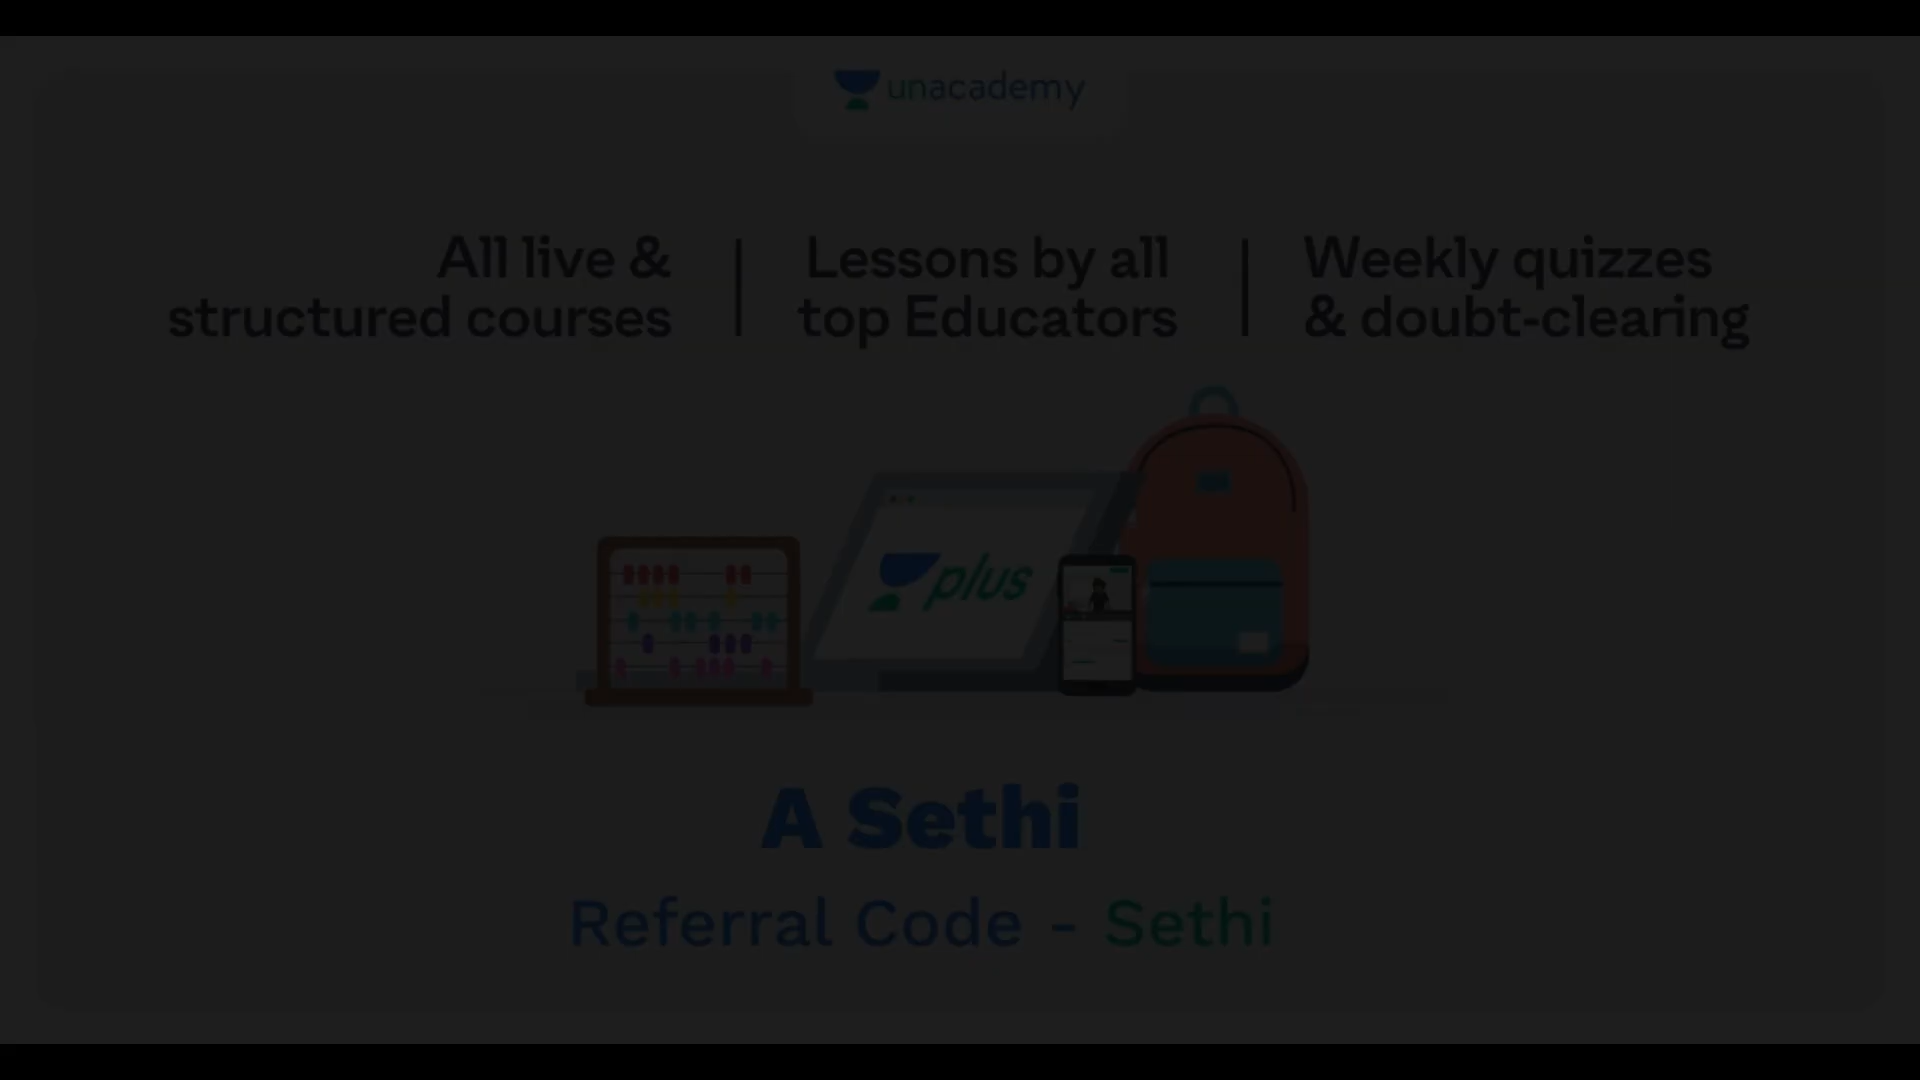 unacademy
All live &
structured courses
Lessons by all
top Educators
Weekly quizzes
& doubt-clearing
plus
A Sethi
Referral Code - Sethi